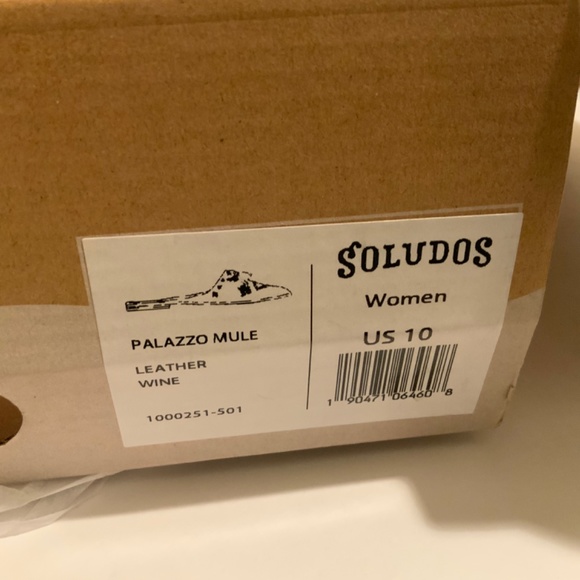 PALAZZO MULE
LEATHER
WINE
1000251-501
SOLUDOS
Women
US 10
1 90471 06460 8